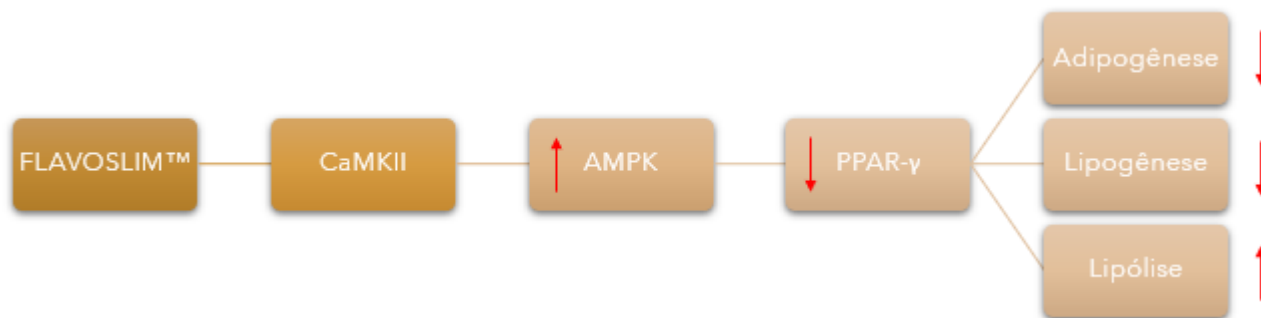 FLAVOSLIM™
CaMKII
AMPK
PPAR-γ
Adipogênese
Lipogênese
Lipólise